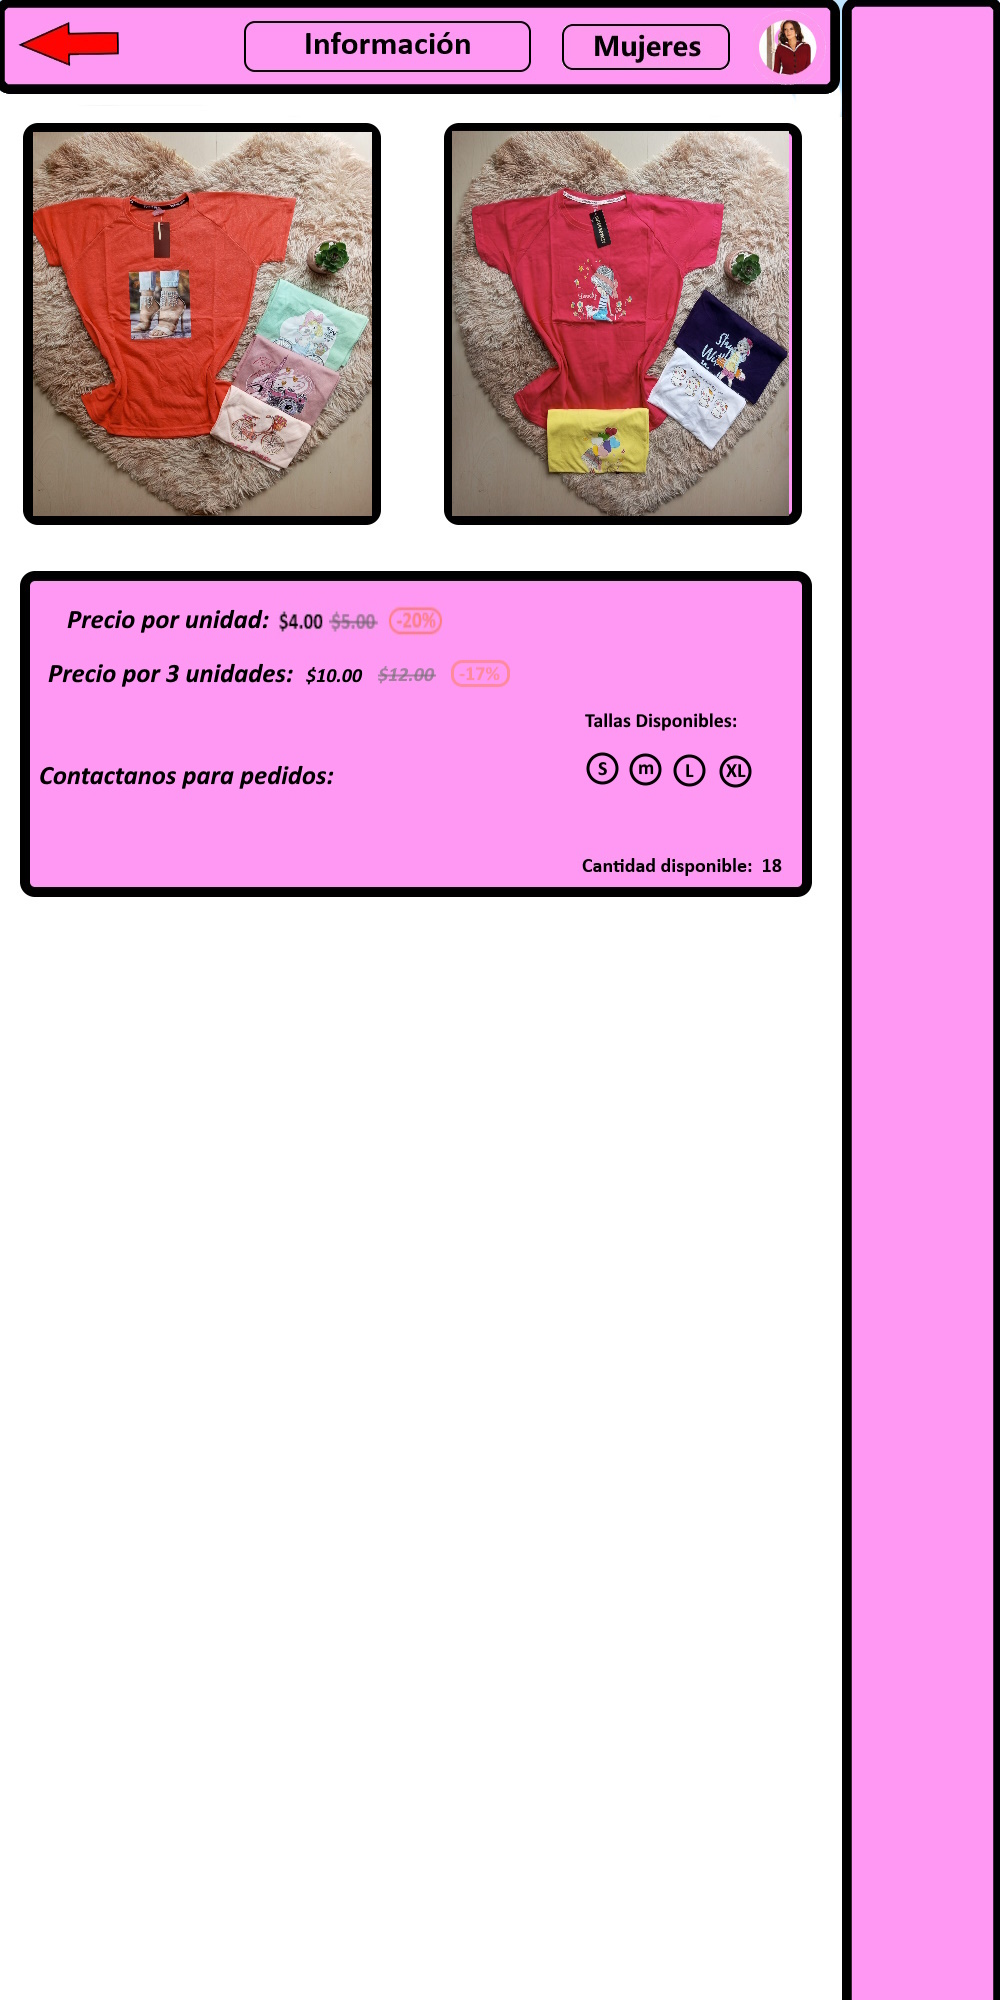 Información
Mujeres
Precio por unidad: $4.00 $5.00 -20%
Precio por 3 unidades: $10.00 $12.00 -17%
Tallas Disponibles:
S m L XL
Contactanos para pedidos:
Cantidad disponible: 18